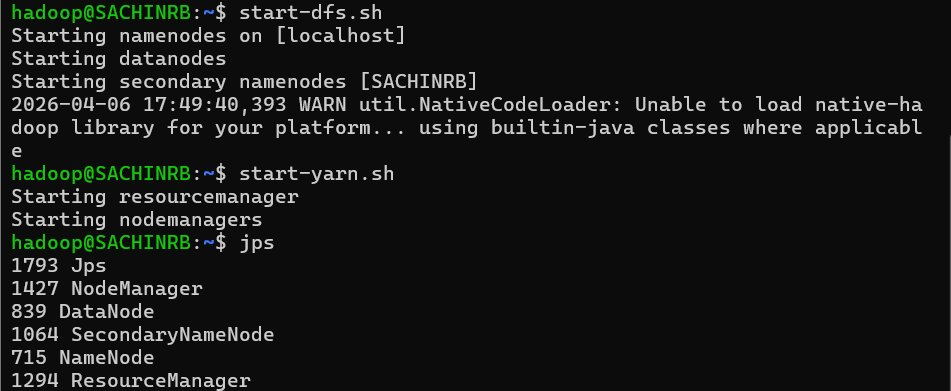 hadoop@SACHINRB:~$ start-dfs.sh
Starting namenodes on [localhost]
Starting datanodes
Starting secondary namenodes [SACHINRB]
2026-04-06 17:49:40,393 WARN util.NativeCodeLoader: Unable to load native-ha
doop library for your platform... using builtin-java classes where applicabl
e
hadoop@SACHINRB:~$ start-yarn.sh
Starting resourcemanager
Starting nodemanagers
hadoop@SACHINRB:~$ jps
1793 Jps
1427 NodeManager
839 DataNode
1064 SecondaryNameNode
715 NameNode
1294 ResourceManager